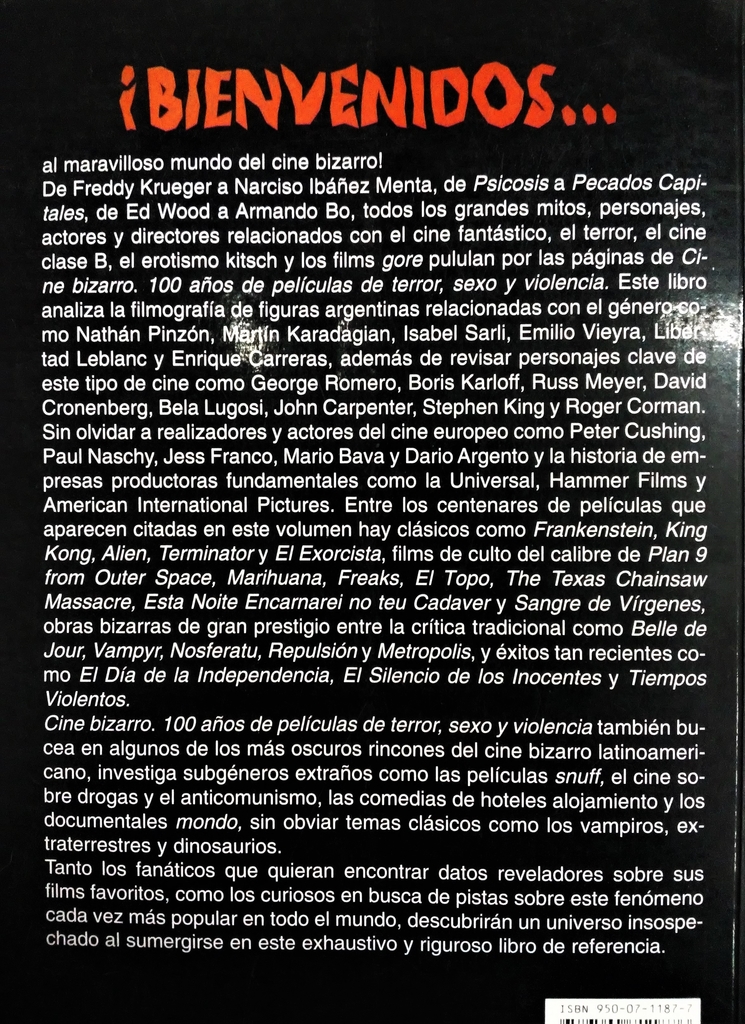 ¡BIENVENIDOS...
al maravilloso mundo del cine bizarro!
De Freddy Krueger a Narciso Ibáñez Menta, de Psicosis a Pecados Capi-
tales, de Ed Wood a Armando Bo, todos los grandes mitos, personajes,
actores y directores relacionados con el cine fantástico, el terror, el cine
clase B, el erotismo kitsch y los films gore pululan por las páginas de Ci-
ne bizarro. 100 años de películas de terror, sexo y violencia. Este libro
analiza la filmografía de figuras argentinas relacionadas con el género co-
mo Nathán Pinzón, Martín Karadagian, Isabel Sarli, Emilio Vieyra, Liber-
tad Leblanc y Enrique Carreras, además de revisar personajes clave de
este tipo de cine como George Romero, Boris Karloff, Russ Meyer, David
Cronenberg, Bela Lugosi, John Carpenter, Stephen King y Roger Corman.
Sin olvidar a realizadores y actores del cine europeo como Peter Cushing,
Paul Naschy, Jess Franco, Mario Bava y Dario Argento y la historia de em-
presas productoras fundamentales como la Universal, Hammer Films y
American International Pictures. Entre los centenares de películas que
aparecen citadas en este volumen hay clásicos como Frankenstein, King
Kong, Alien, Terminator y El Exorcista, films de culto del calibre de Plan 9
from Outer Space, Marihuana, Freaks, El Topo, The Texas Chainsaw
Massacre, Esta Noite Encarnarei no teu Cadaver y Sangre de Vírgenes,
obras bizarras de gran prestigio entre la crítica tradicional como Belle de
Jour, Vampyr, Nosferatu, Repulsión y Metropolis, y éxitos tan recientes co-
mo El Día de la Independencia, El Silencio de los Inocentes y Tiempos
Violentos.
Cine bizarro. 100 años de películas de terror, sexo y violencia también bu-
cea en algunos de los más oscuros rincones del cine bizarro latinoameri-
cano, investiga subgéneros extraños como las películas snuff, el cine so-
bre drogas y el anticomunismo, las comedias de hoteles alojamiento y los
documentales mondo, sin obviar temas clásicos como los vampiros, ex-
traterrestres y dinosaurios.
Tanto los fanáticos que quieran encontrar datos reveladores sobre sus
films favoritos, como los curiosos en busca de pistas sobre este fenómeno
cada vez más popular en todo el mundo, descubrirán un universo insospe-
chado al sumergirse en este exhaustivo y riguroso libro de referencia.
ISBN 950-07-1187-7